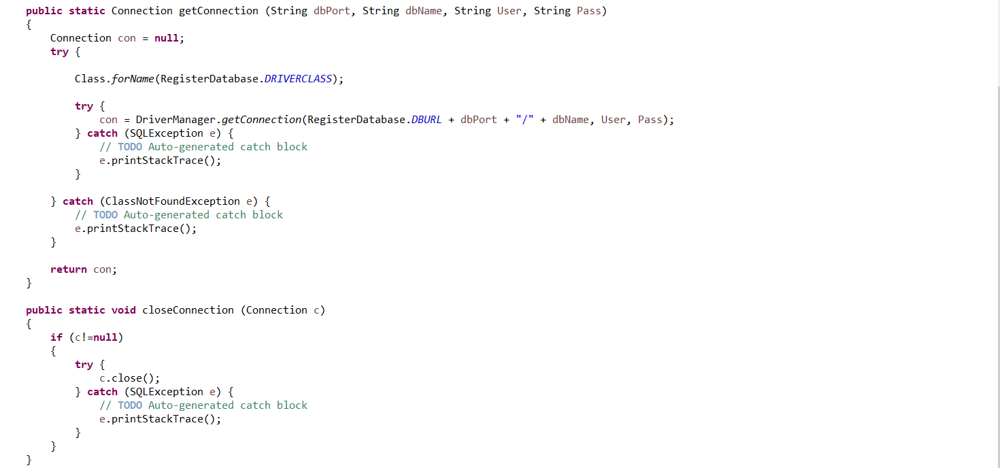 public static Connection getConnection (String dbPort, String dbName, String User, String Pass)
{
    Connection con = null;
    try {

        Class.forName(RegisterDatabase.DRIVERCLASS);

        try {
            con = DriverManager.getConnection(RegisterDatabase.DBURL + dbPort + "/" + dbName, User, Pass);
        } catch (SQLException e) {
            // TODO Auto-generated catch block
            e.printStackTrace();
        }

    } catch (ClassNotFoundException e) {
        // TODO Auto-generated catch block
        e.printStackTrace();
    }

    return con;
}

public static void closeConnection (Connection c)
{
    if (c!=null)
    {
        try {
            c.close();
        } catch (SQLException e) {
            // TODO Auto-generated catch block
            e.printStackTrace();
        }
    }
}